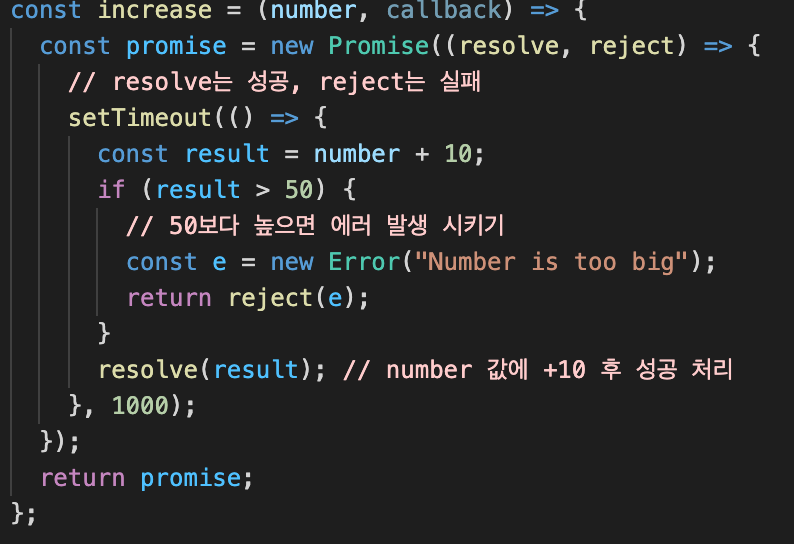 const increase = (number, callback) => {
const promise = new Promise((resolve, reject) => {
// resolve는 성공, reject는 실패
setTimeout(() => {
const result = number + 10;
if (result > 50) {
// 50보다 높으면 에러 발생 시키기
const e = new Error("Number is too big");
return reject(e);
}
resolve(result); // number 값에 +10 후 성공 처리
}, 1000);
});
return promise;
};